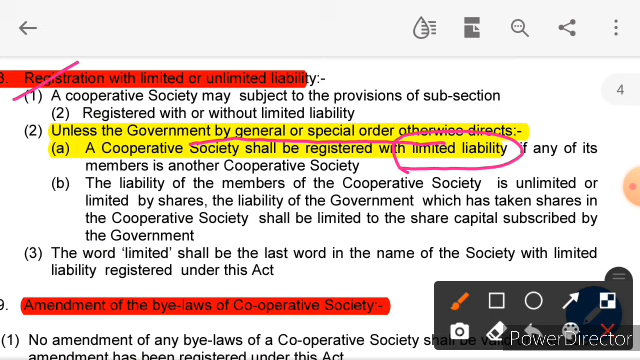 4
8. Registration with limited or unlimited liability:-
(1) A cooperative Society may subject to the provisions of sub-section
(2) Registered with or without limited liability
(2) Unless the Government by general or special order otherwise directs:-
(a) A Cooperative Society shall be registered with limited liability if any of its
members is another Cooperative Society
(b) The liability of the members of the Cooperative Society is unlimited or
limited by shares, the liability of the Government which has taken shares in
the Cooperative Society shall be limited to the share capital subscribed by
the Government
(3) The word ‘limited’ shall be the last word in the name of the Society with limited
liability registered under this Act
9. Amendment of the bye-laws of Co-operative Society:-
(1) No amendment of any bye-laws of a Co-operative Society shall be
amendment has been registered under this Act
PowerDirector